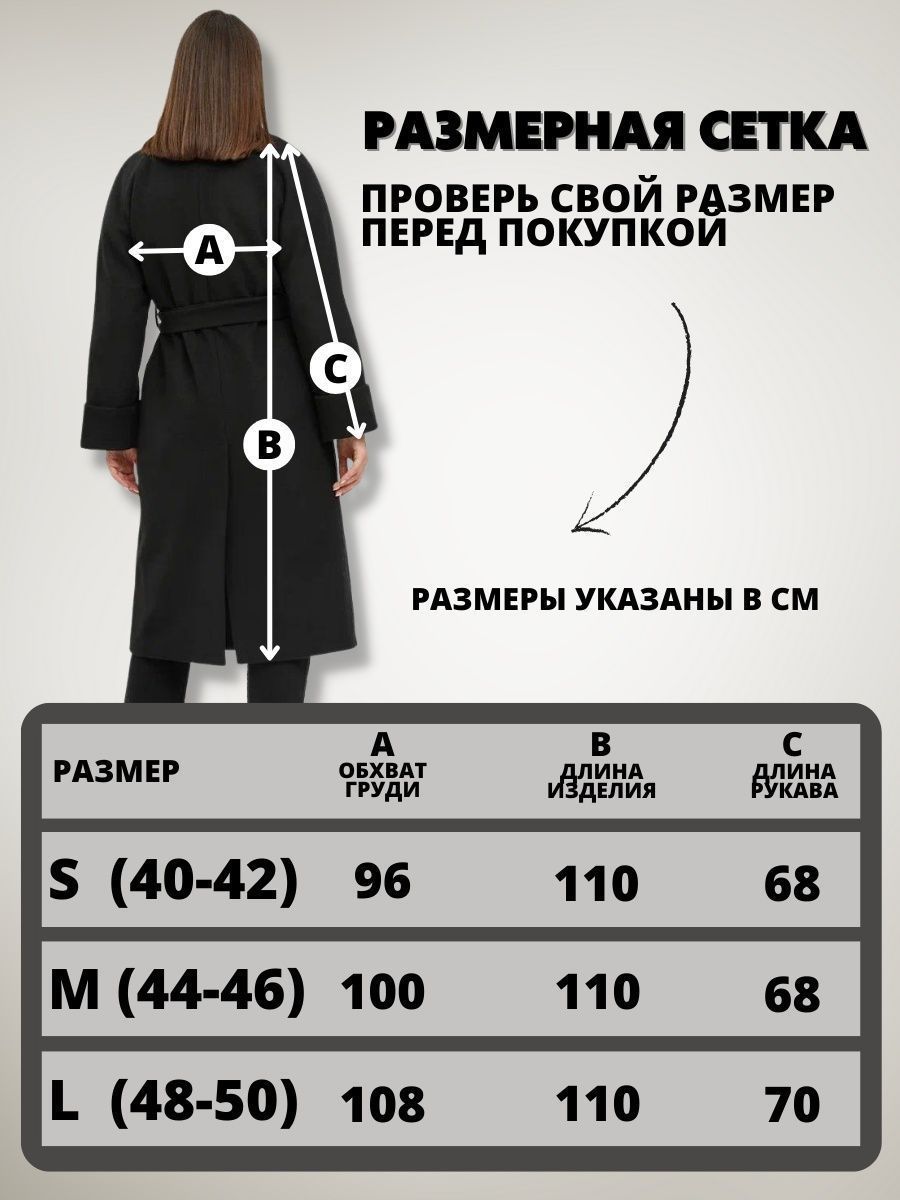 РАЗМЕРНАЯ СЕТКА
ПРОВЕРЬ СВОЙ РАЗМЕР
ПЕРЕД ПОКУПКОЙ
A
C
B
РАЗМЕРЫ УКАЗАНЫ В СМ
РАЗМЕР
A
ОБХВАТ
ГРУДИ
B
ДЛИНА
ИЗДЕЛИЯ
C
ДЛИНА
РУКАВА
S (40-42) 96 110 68
M (44-46) 100 110 68
L (48-50) 108 110 70